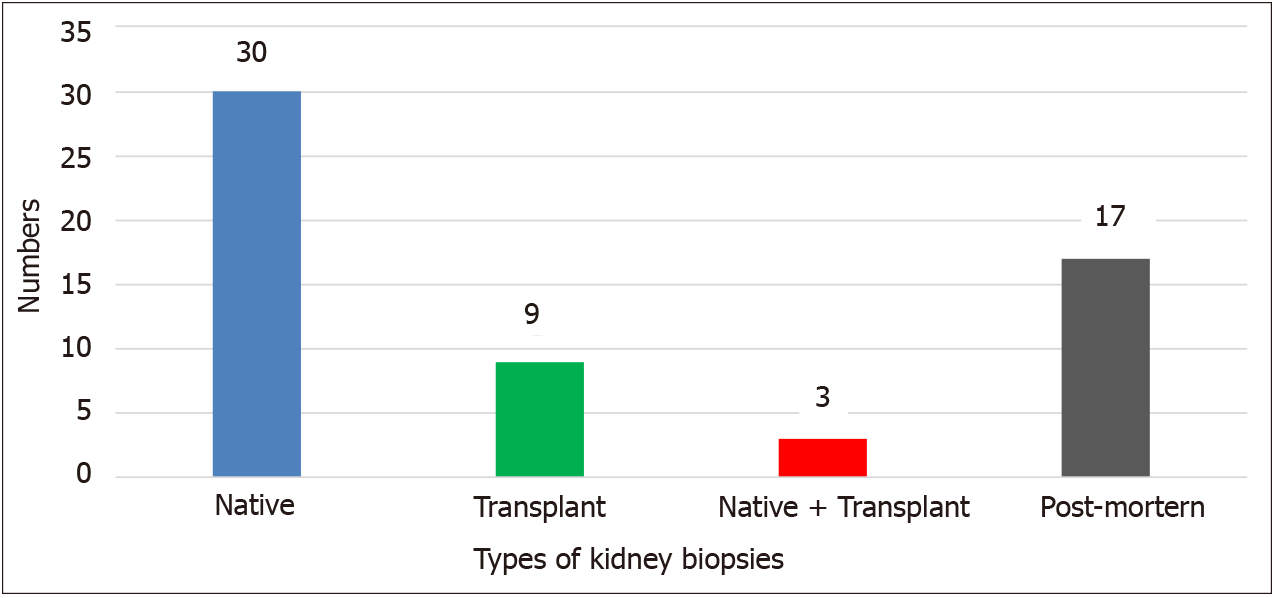 35
30
25
20
15
10
5
0
Numbers
30
9
3
17
Native
Transplant
Native + Transplant
Post-mortern
Types of kidney biopsies